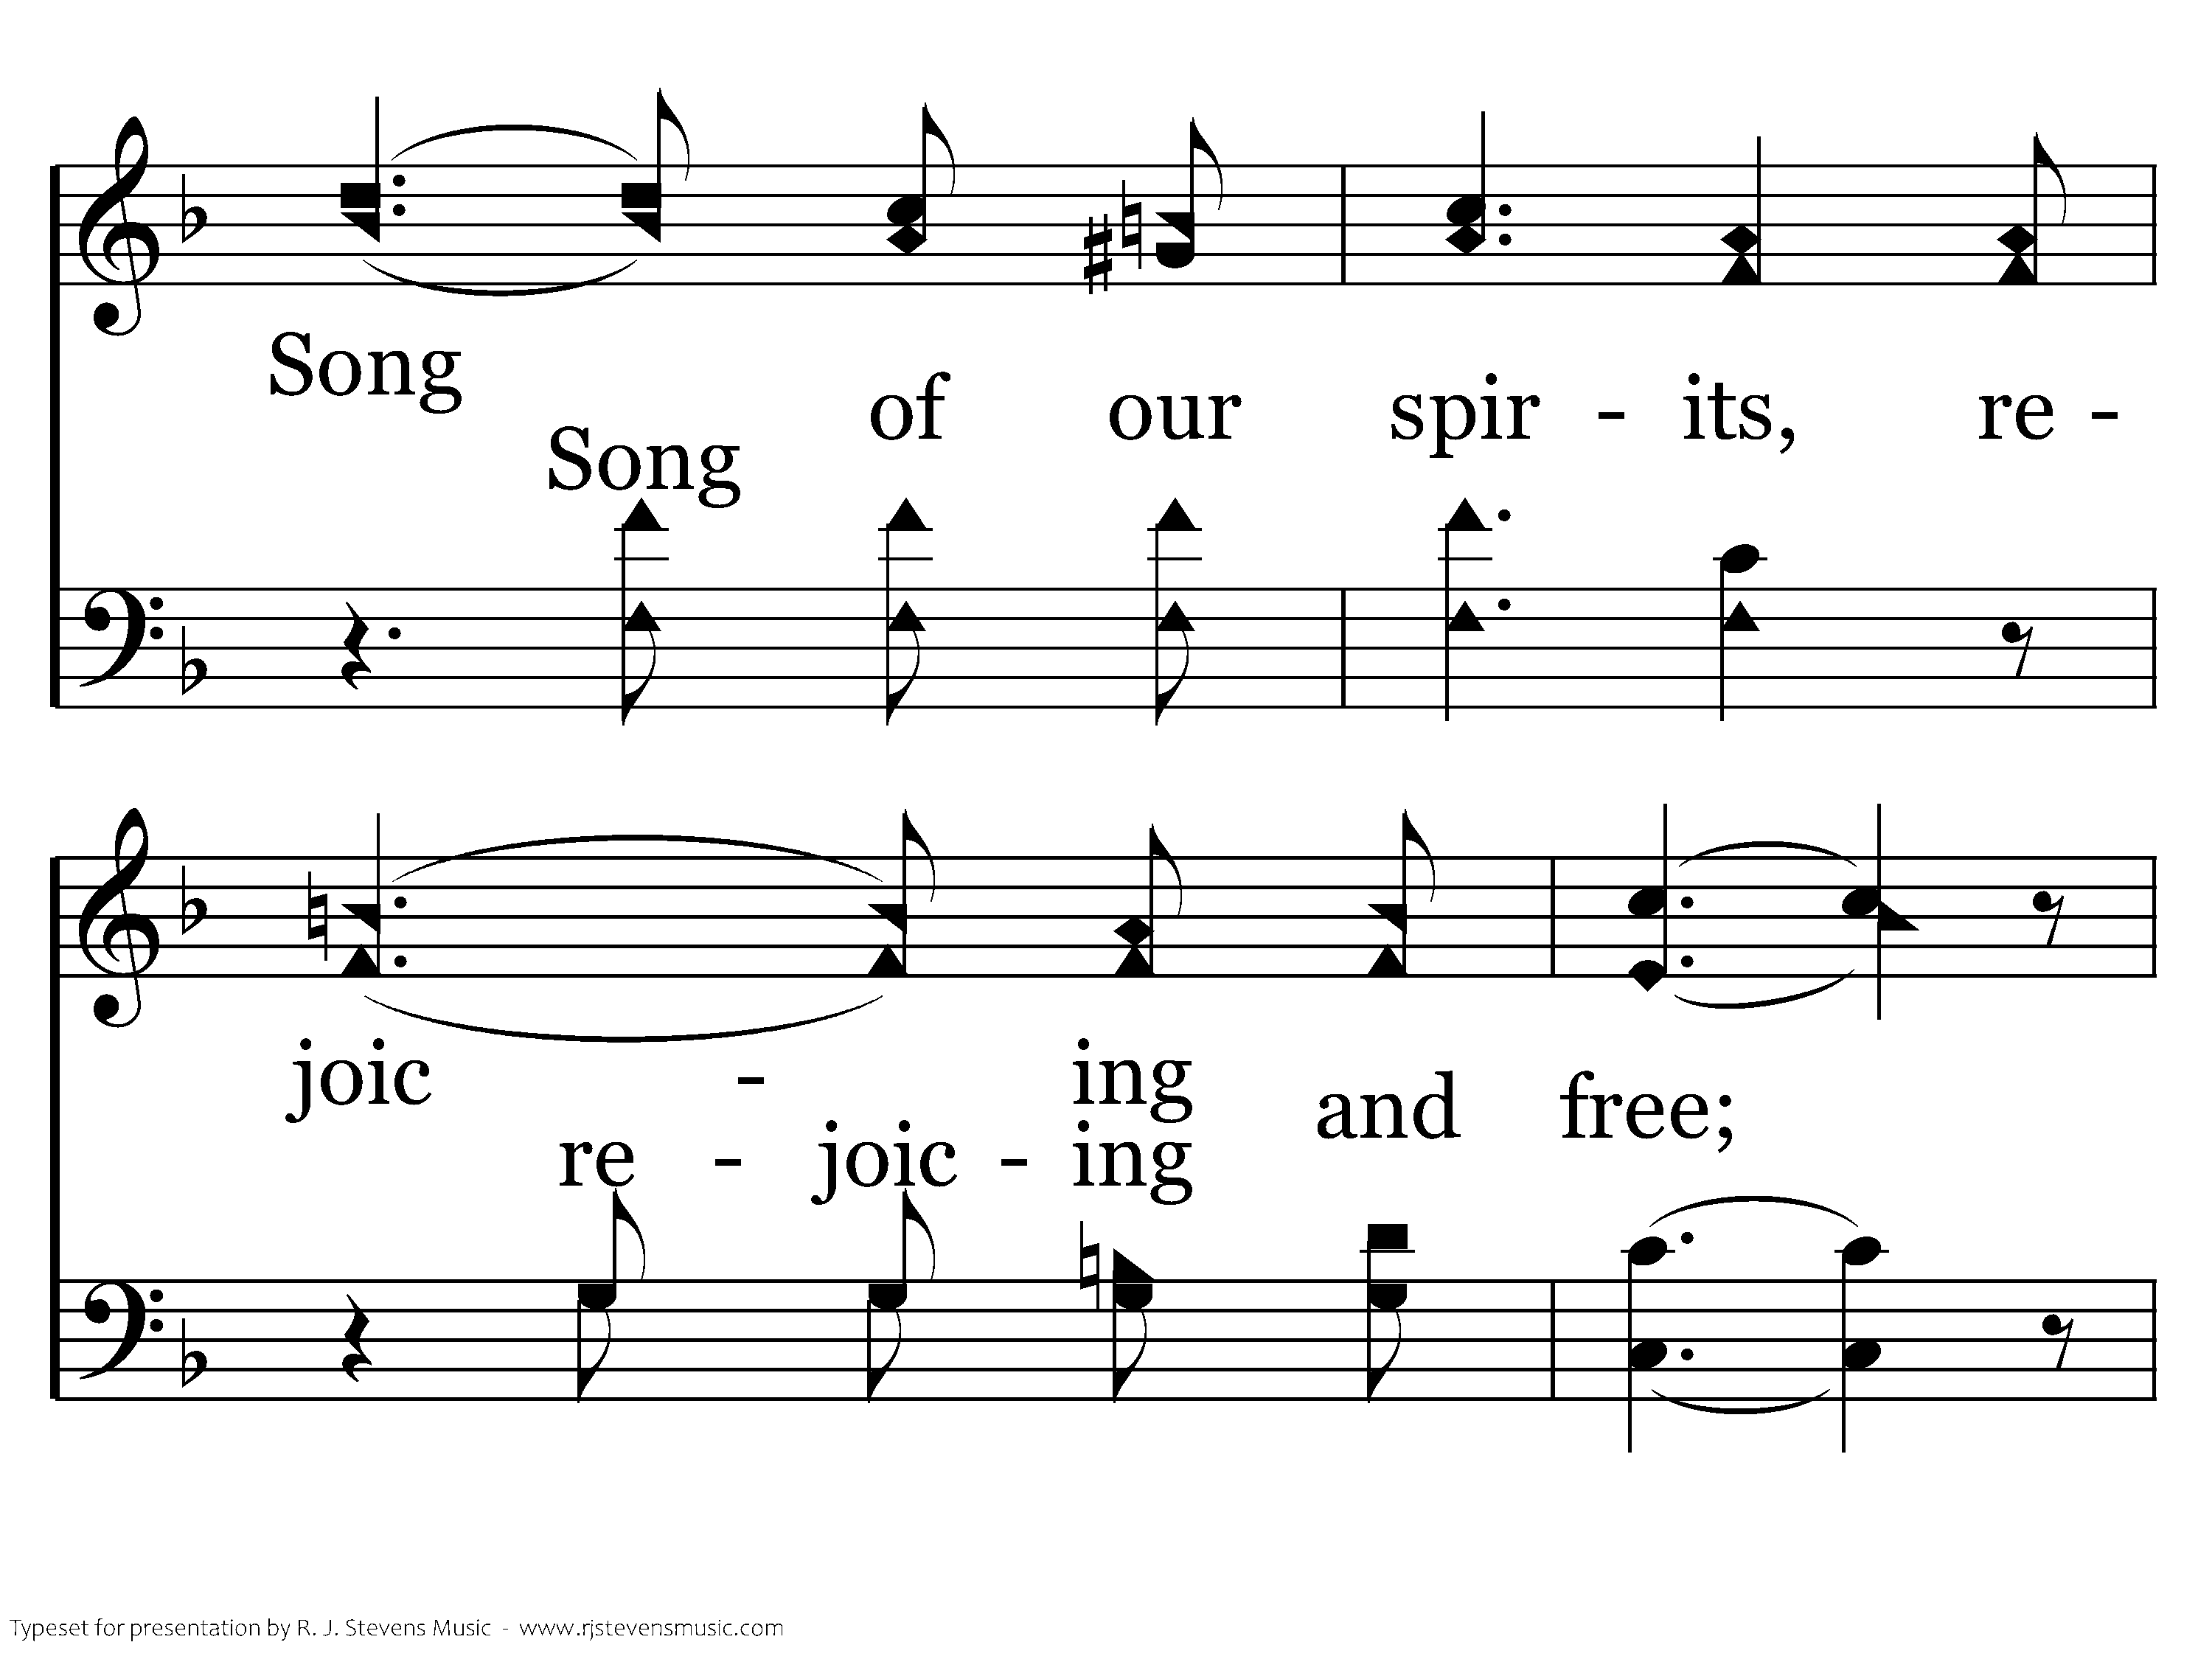 Song of our spir - its, re -
Song
joic - ing and free;
re - joic - ing
Typeset for presentation by R. J. Stevens Music - www.rjstevensmusic.com